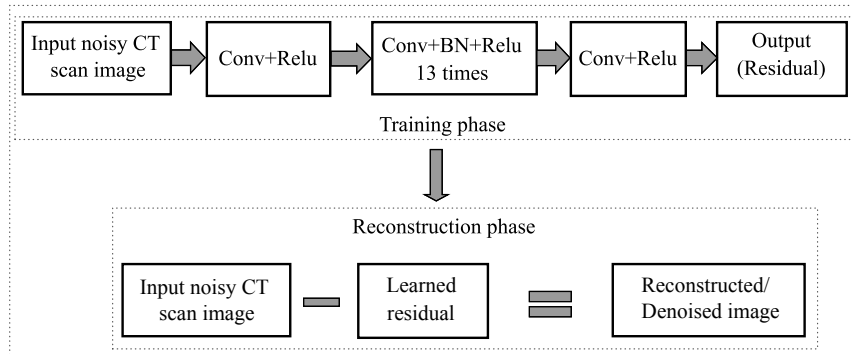 Input noisy CT
scan image
Conv+Relu
Conv+BN+Relu
13 times
Conv+Relu
Output
(Residual)
Training phase
Reconstruction phase
Input noisy CT
scan image
Learned
residual
Reconstructed/
Denoised image